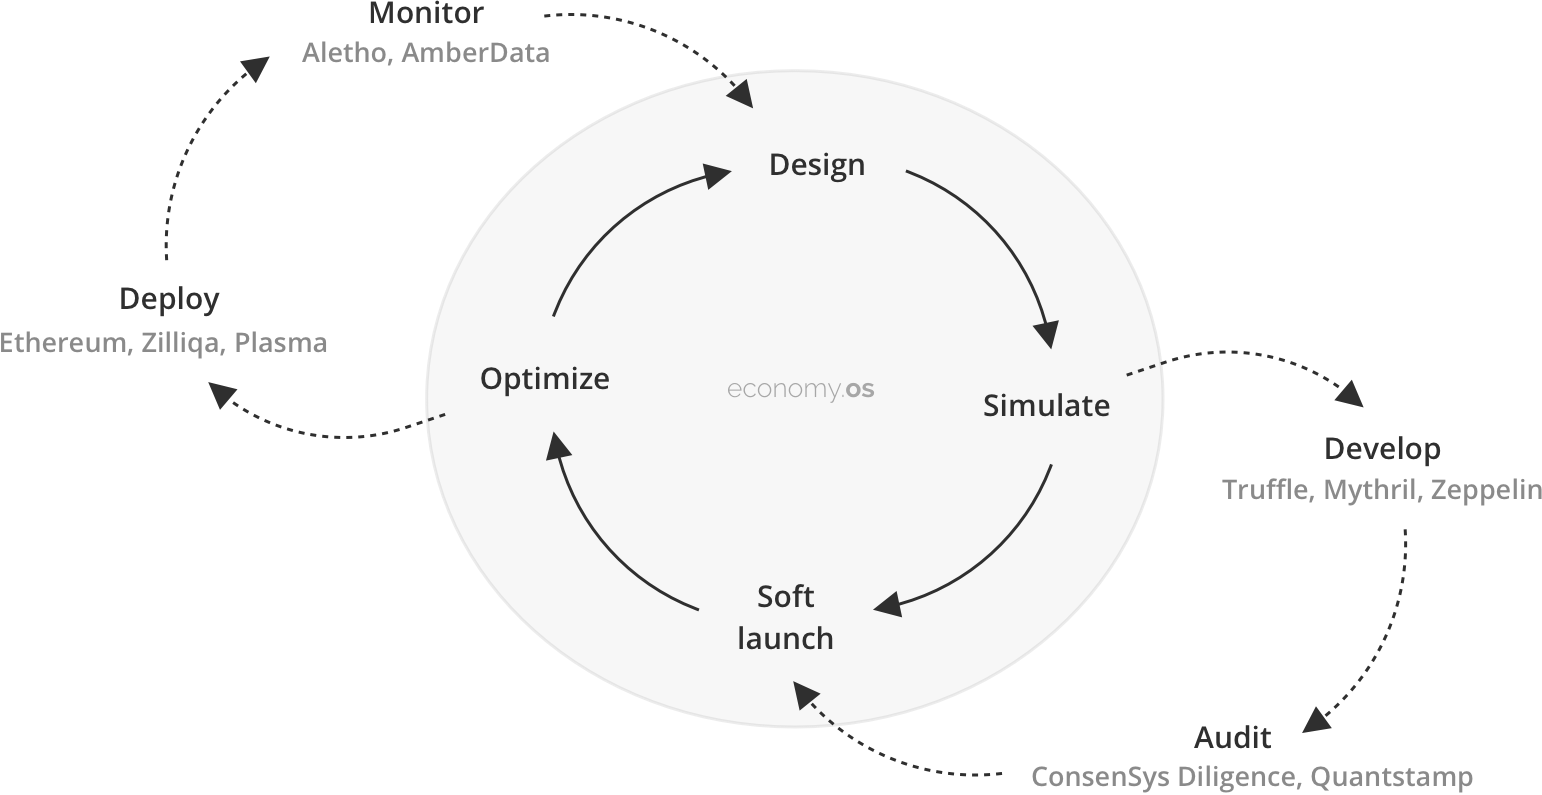 Monitor
Aletho, AmberData
Design
Deploy
Ethereum, Zilliqa, Plasma
Optimize
economy.os
Simulate
Develop
Truffle, Mythril, Zeppelin
Soft
launch
Audit
ConsenSys Diligence, Quantstamp